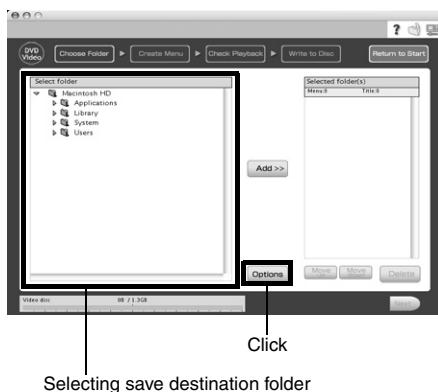 ?
DVD Video
Choose Folder
Create Menu
Check Playback
Write to Disc
Return to Start
Select folder
Macintosh HD
Applications
Library
System
Users
Add >>
Selected folder(s)
Menu:0 Title:0
Options
Move
Move
Delete
Video disc 0B / 1.3GB
Next
Click
Selecting save destination folder